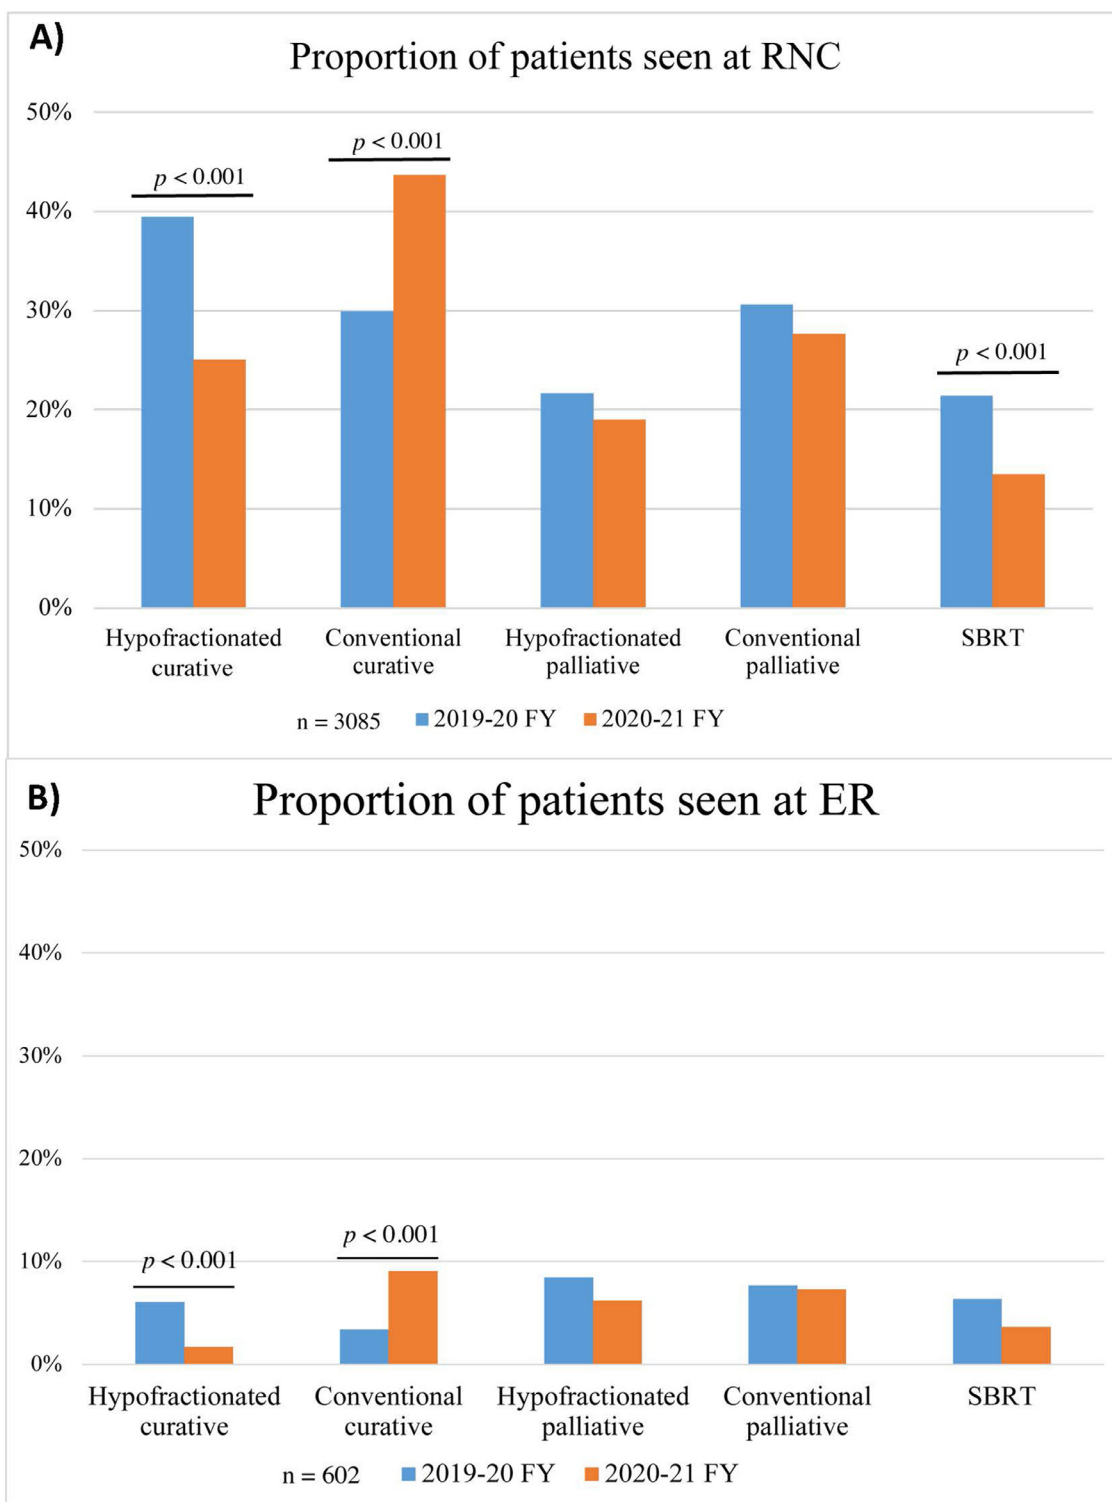 A)
Proportion of patients seen at RNC
50%
p < 0.001
p < 0.001
40%
30%
p < 0.001
20%
10%
0%
Hypofractionated curative
Conventional curative
Hypofractionated palliative
Conventional palliative
SBRT
n = 3085 2019-20 FY 2020-21 FY
B)
Proportion of patients seen at ER
50%
40%
30%
20%
p < 0.001
p < 0.001
10%
0%
Hypofractionated curative
Conventional curative
Hypofractionated palliative
Conventional palliative
SBRT
n = 602 2019-20 FY 2020-21 FY